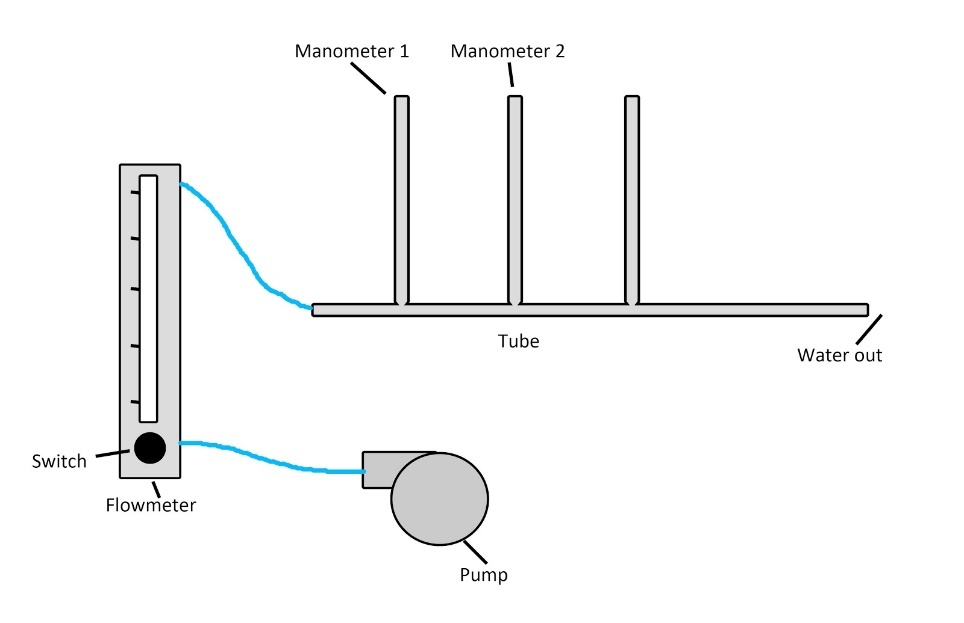 Manometer 1
Manometer 2
Tube
Water out
Switch
Flowmeter
Pump